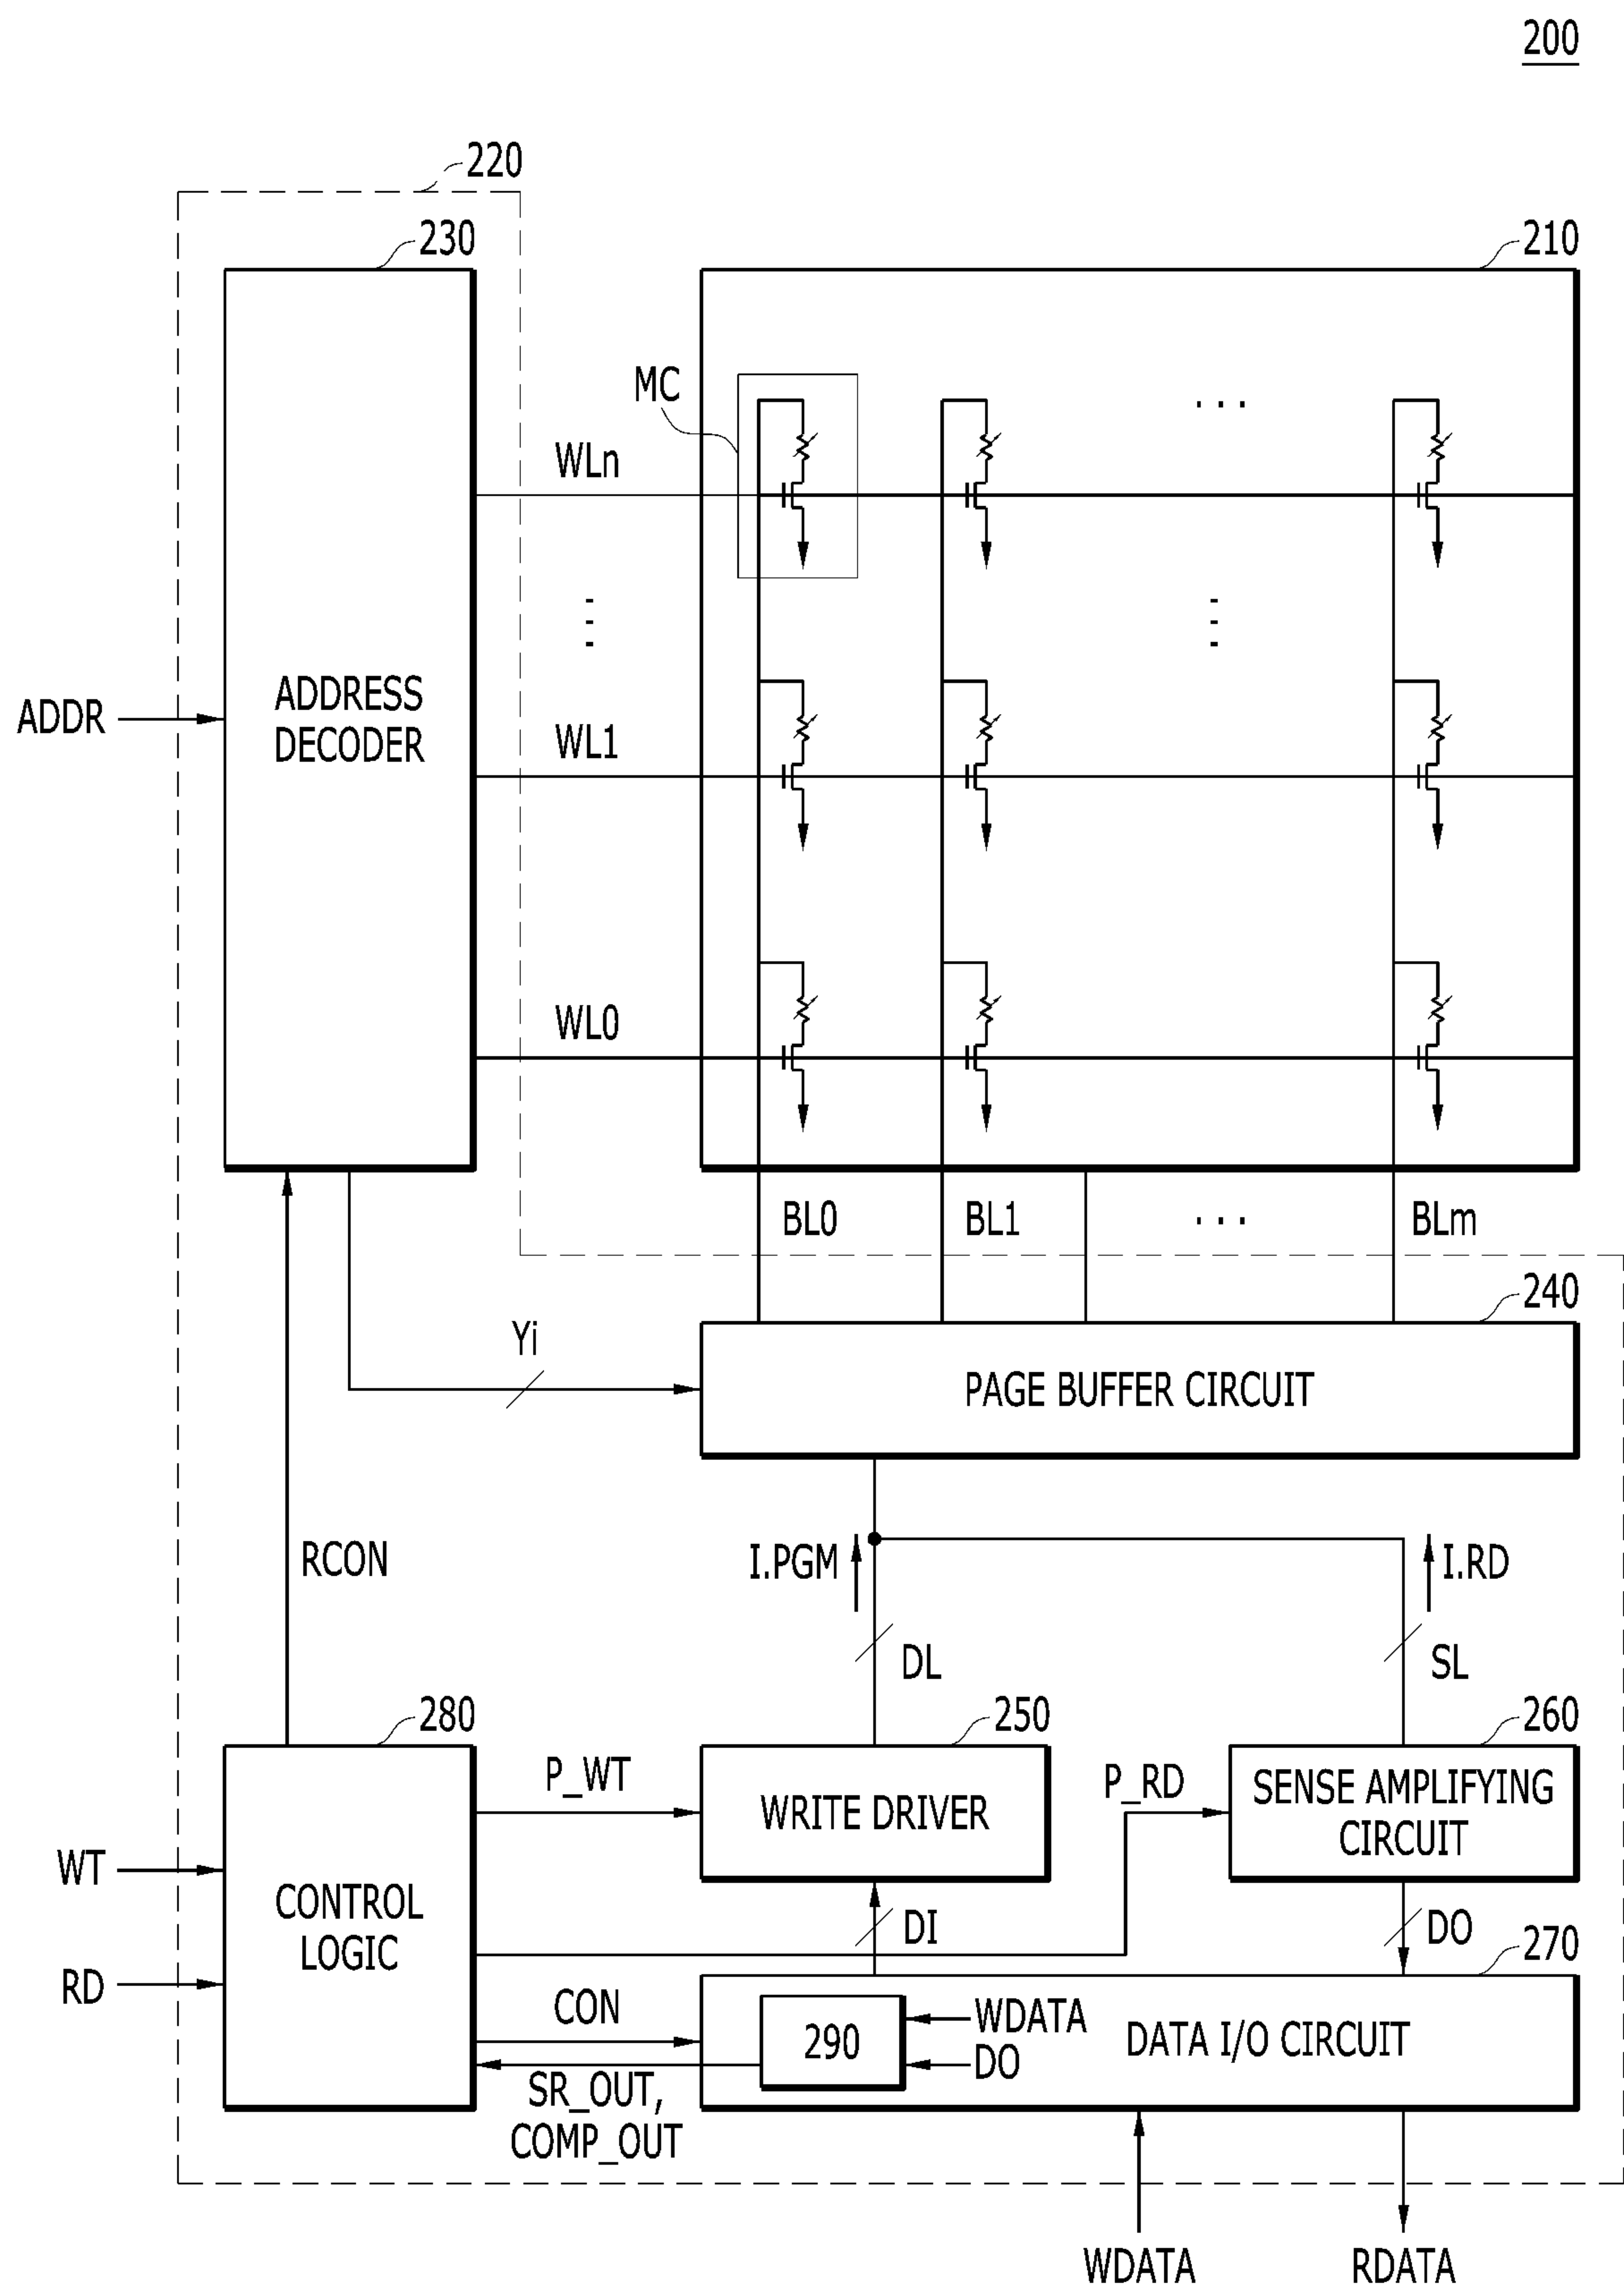 200
220
230
210
MC
WLn
ADDR
ADDRESS
DECODER
WL1
WL0
BL0
BL1
BLm
240
Yi
PAGE BUFFER CIRCUIT
RCON
I.PGM
I.RD
DL
SL
280
250
260
P_WT
P_RD
WRITE DRIVER
SENSE AMPLIFYING
CIRCUIT
WT
CONTROL
LOGIC
DI
DO
270
RD
CON
290
WDATA
DO
DATA I/O CIRCUIT
SR_OUT,
COMP_OUT
WDATA
RDATA